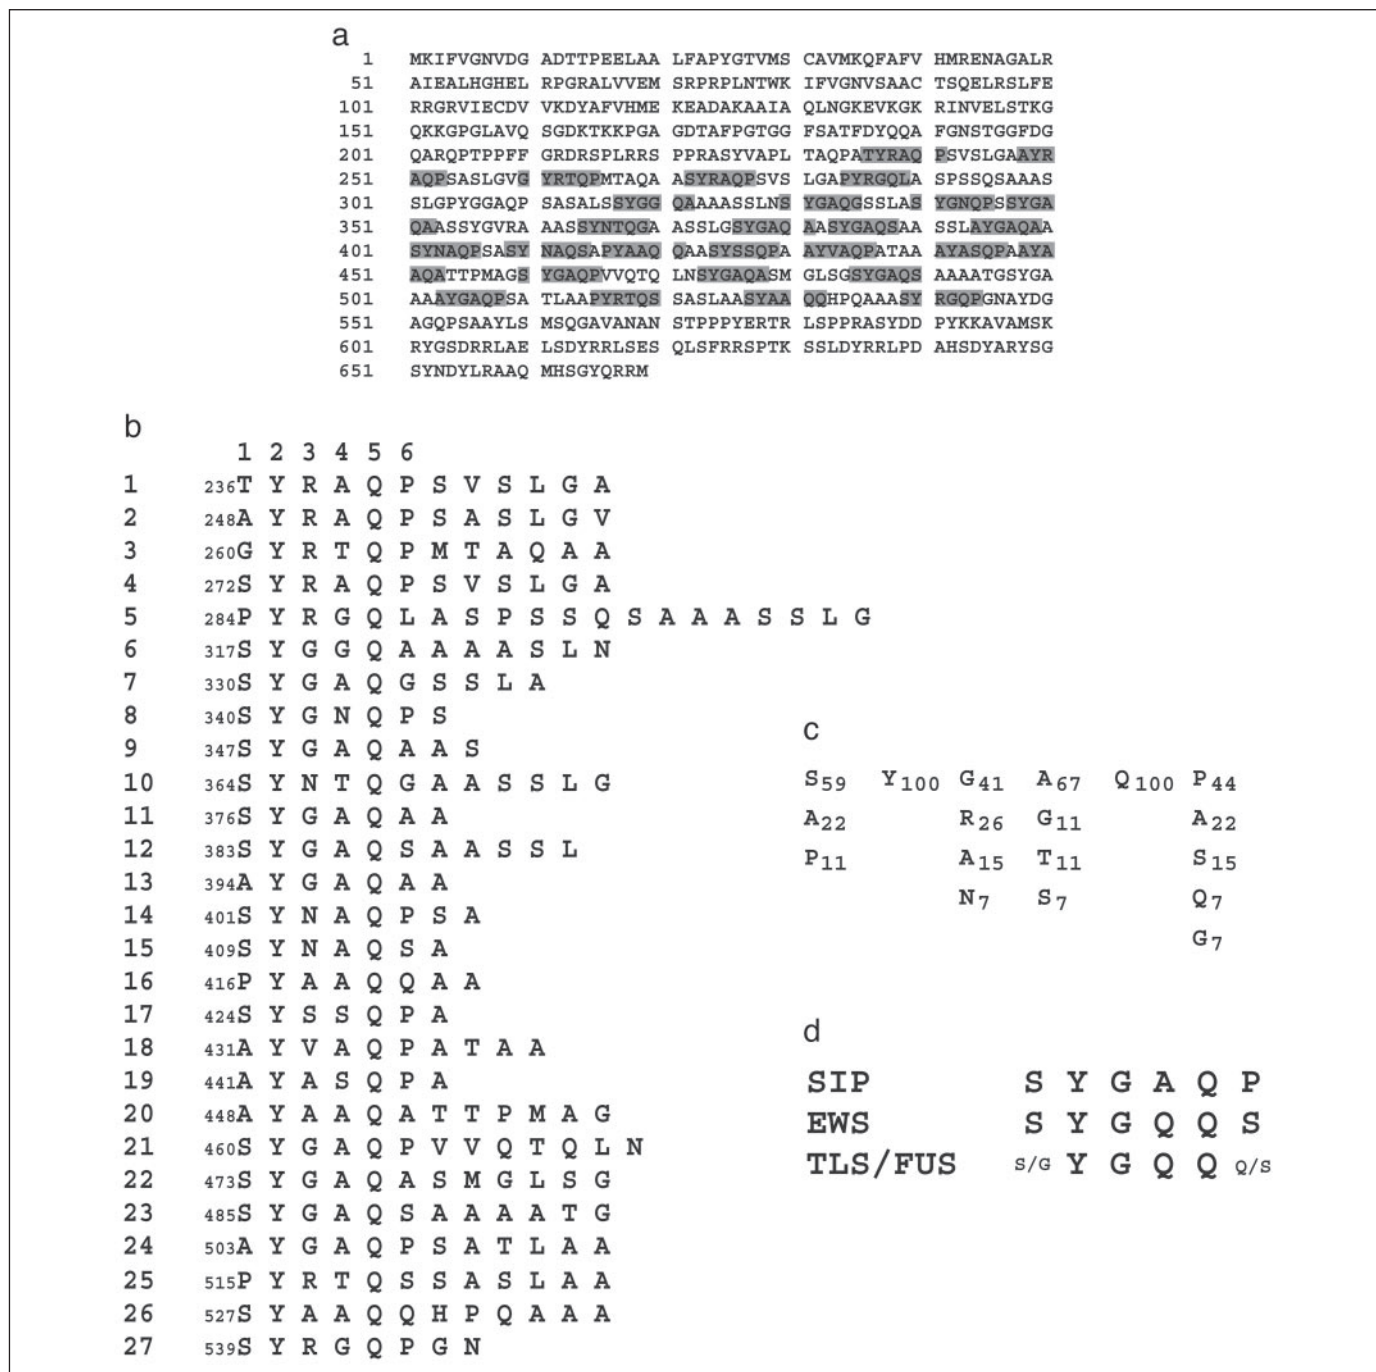 a
1 MKIFVGNVDG ADTTPEELAA LFAPYGTVMS CAVMKQFAFV HMRENAGALR
51 AIEALHGHEL RPGRALVVEM SRPRPLNTWK IFVGNVSAAC TSQELRSLFE
101 RRGRVIECDV VKDYAFVHME KEADAKAAIA QLNGKEVKGK RINVELSTKG
151 QKKGPGLAVQ SGDKTKKPGA GDTAFPGTGG FSATFDYQQA FGNSTGGFDG
201 QARQPTPPFF GRDRSPLRRS PPRASYVAPL TAQPATYRAQ PSVSLGAAYR
251 AQPSASLGVG YRTQPMTAQA ASYRAQPSVS LGAPYRGQLA SPSSQSAAAS
301 SLGPYGGAQP SASALSSYGG QAAAASSLNS YGAQGSSLAS YGNQPSSYGA
351 QAASSYGVRA AASSYNTQGA ASSLGSYGAQ AASYGAQSAA SSLAYGAQAA
401 SYNAQPSASY NAQSAPYAAQ QAASYSSQPA AYVAQPATAA AYASQPAAYA
451 AQATTPMAGS YGAQPVVQTQ LNSYGAQASM GLSGSYGAQS AAAATGSYGA
501 AAAYGAQPSA TLAAPYRTQS SASLAASYAA QQHPQAAASY RGQPGNAYDG
551 AGQPSAAYLS MSQGAVANAN STPPPYERTR LSPPRASYDD PYKKAVAMSK
601 RYGSDRRLAE LSDYRRLSES QLSFRRSPTK SSLDYRRLPD AHSDYARYSG
651 SYNDYLRAAQ MHSGYQRRM
b
1 2 3 4 5 6
1 236T Y R A Q P S V S L G A
2 248A Y R A Q P S A S L G V
3 260G Y R T Q P M T A Q A A
4 272S Y R A Q P S V S L G A
5 284P Y R G Q L A S P S S Q S A A A S S L G
6 317S Y G G Q A A A A S L N
7 330S Y G A Q G S S L A
8 340S Y G N Q P S
9 347S Y G A Q A A S
10 364S Y N T Q G A A S S L G
11 376S Y G A Q A A
12 383S Y G A Q S A A S S L
13 394A Y G A Q A A
14 401S Y N A Q P S A
15 409S Y N A Q S A
16 416P Y A A Q Q A A
17 424S Y S S Q P A
18 431A Y V A Q P A T A A
19 441A Y A S Q P A
20 448A Y A A Q A T T P M A G
21 460S Y G A Q P V V Q T Q L N
22 473S Y G A Q A S M G L S G
23 485S Y G A Q S A A A A T G
24 503A Y G A Q P S A T L A A
25 515P Y R T Q S S A S L A A
26 527S Y A A Q Q H P Q A A A
27 539S Y R G Q P G N
c
S59 Y100 G41 A67 Q100 P44
A22 R26 G11 A22
P11 A15 T11 S15
N7 S7 Q7
G7
d
SIP S Y G A Q P
EWS S Y G Q Q S
TLS/FUS S/G Y G Q Q Q/S